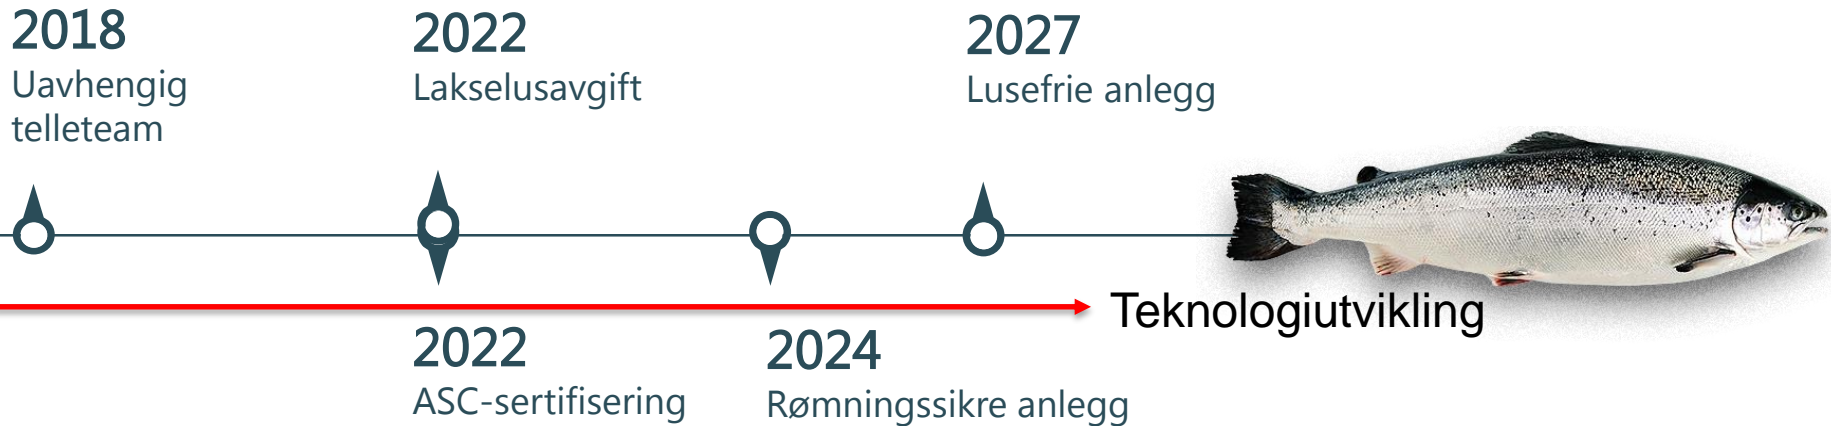 2018
Uavhengig
telleteam
2022
Lakselusavgift
2027
Lusefrie anlegg
Teknologiutvikling
2022
ASC-sertifisering
2024
Rømningssikre anlegg